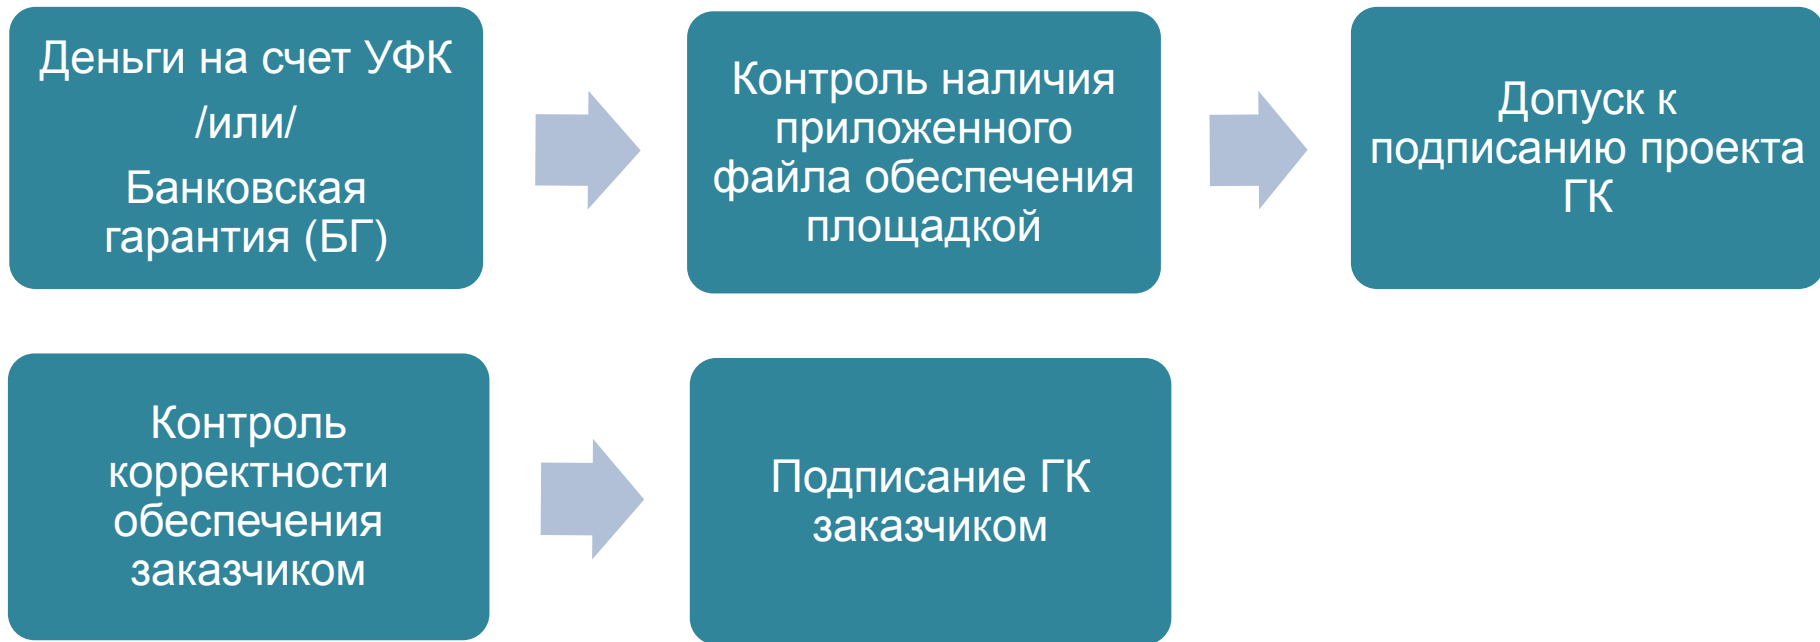 Деньги на счет УФК
/или/
Банковская
гарантия (БГ)
Контроль наличия
приложенного
файла обеспечения
площадкой
Допуск к
подписанию проекта
ГК
Контроль
корректности
обеспечения
заказчиком
Подписание ГК
заказчиком